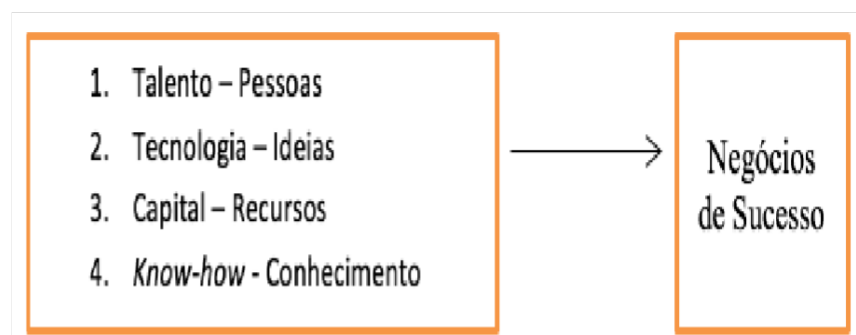 1. Talento – Pessoas
2. Tecnologia – Ideias
3. Capital – Recursos
4. Know-how - Conhecimento
Negócios
de Sucesso